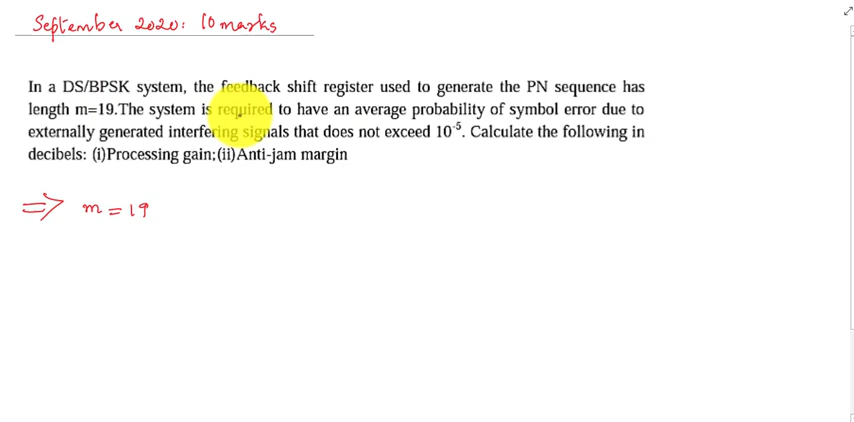 September 2020: 10 marks
In a DS/BPSK system, the feedback shift register used to generate the PN sequence has
length m=19.The system is required to have an average probability of symbol error due to
externally generated interfering signals that does not exceed 10⁻⁵. Calculate the following in
decibels: (i)Processing gain;(ii)Anti-jam margin
⇒ m = 19